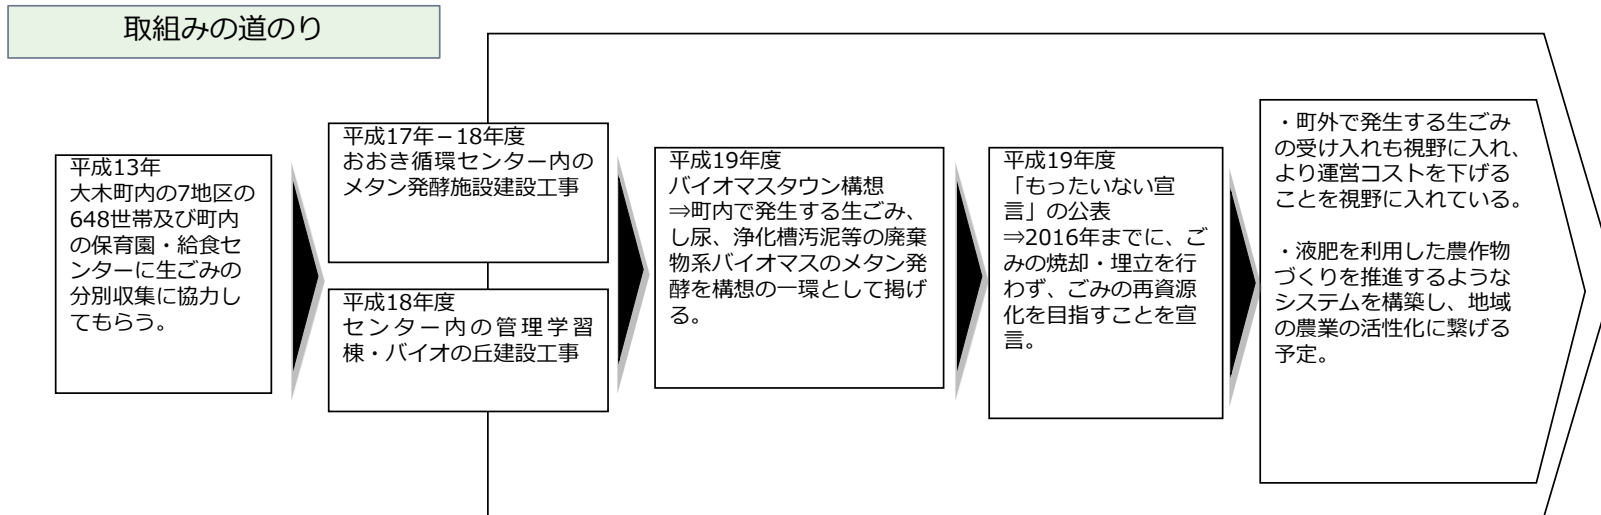 取組みの道のり
平成13年
大木町内の7地区の
648世帯及び町内
の保育園・給食セ
ンターに生ごみの
分別収集に協力し
てもらう。
平成17年－18年度
おおき循環センター内の
メタン発酵施設建設工事
平成18年度
センター内の管理学習
棟・バイオの丘建設工事
平成19年度
バイオマスタウン構想
⇒町内で発生する生ごみ、
し尿、浄化槽汚泥等の廃棄
物系バイオマスのメタン発
酵を構想の一環として掲げ
る。
平成19年度
「もったいない宣
言」の公表
⇒2016年までに、ご
みの焼却・埋立を行
わず、ごみの再資源
化を目指すことを宣
言。
・町外で発生する生ごみ
の受け入れも視野に入れ、
より運営コストを下げる
ことを視野に入れている。
・液肥を利用した農作物
づくりを推進するような
システムを構築し、地域
の農業の活性化に繋げる
予定。